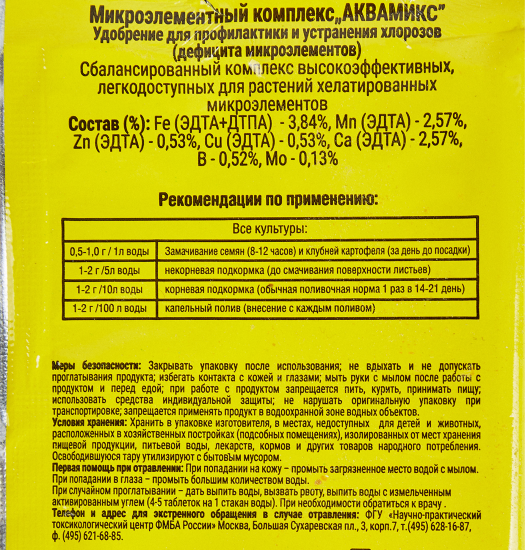 Микроэлементный комплекс„АКВАМИКС"
Удобрение для профилактики и устранения хлорозов
(дефицита микроэлементов)
Сбалансированный комплекс высокоэффективных,
легкодоступных для растений хелатированных
микроэлементов
Состав (%): Fe (ЭДТА+ДТПА) - 3,84%, Mn (ЭДТА) - 2,57%,
Zn (ЭДТА) - 0,53%, Cu (ЭДТА) - 0,53%, Ca (ЭДТА) - 2,57%,
B - 0,52%, Mo - 0,13%
Рекомендации по применению:
Все культуры:
0,5-1,0 г / 1л воды Замачивание семян (8-12 часов) и клубней картофеля (за день до посадки)
1-2 г /5л воды некорневая подкормка (до смачивания поверхности листьев)
1-2 г /10л воды корневая подкормка (обычная поливочная норма 1 раз в 14-21 день)
1-2 г /100 л воды капельный полив (внесение с каждым поливом)
Меры безопасности: Закрывать упаковку после использования; не вдыхать и не допускать
проглатывания продукта; избегать контакта с кожей и глазами; мыть руки с мылом после работы с
продуктом и перед едой; при работе с продуктом запрещается пить, курить, принимать пищу;
использовать средства индивидуальной защиты; не нарушать оригинальную упаковку при
транспортировке; запрещается применять продукт в водоохранной зоне водных объектов.
Условия хранения: Хранить в упаковке изготовителя, в местах, недоступных для детей и животных,
расположенных в хозяйственных постройках (подсобных помещениях), изолированных от мест хранения
пищевой продукции, питьевой воды, лекарств, кормов и других товаров народного потребления.
Освободившуюся тару утилизируют с бытовым мусором.
Первая помощь при отравлении: При попадании на кожу – промыть загрязненное место водой с мылом.
При попадании в глаза – промыть большим количеством воды.
При случайном проглатывании – дать выпить воды, вызвать рвоту, выпить воды с измельченным
активированным углем (4-5 таблеток на 1 стакан воды). При необходимости обратиться к врачу .
Телефон и адрес для экстренного обращения в случае отравления: ФГУ «Научно-практический
токсикологический центр ФМБА России» Москва, Большая Сухаревская пл., 3, корп.7, т.(495) 628-16-87,
ф. (495) 621-68-85.